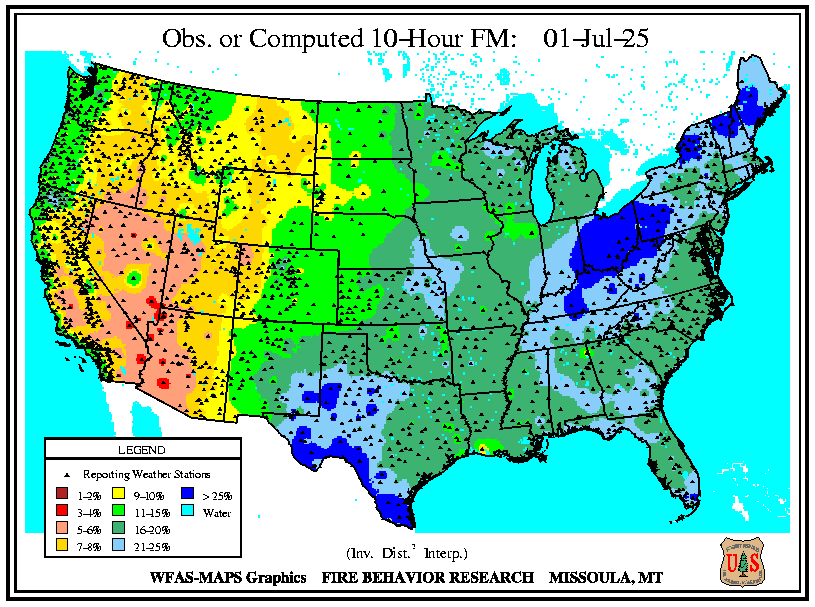 Obs. or Computed 10-Hour FM: 01-Jul-25
LEGEND
Reporting Weather Stations
1-2% 9-10% > 25%
3-4% 11-15% Water
5-6% 16-20%
7-8% 21-25%
(Inv. Dist.² Interp.)
WFAS-MAPS Graphics FIRE BEHAVIOR RESEARCH MISSOULA, MT
U S